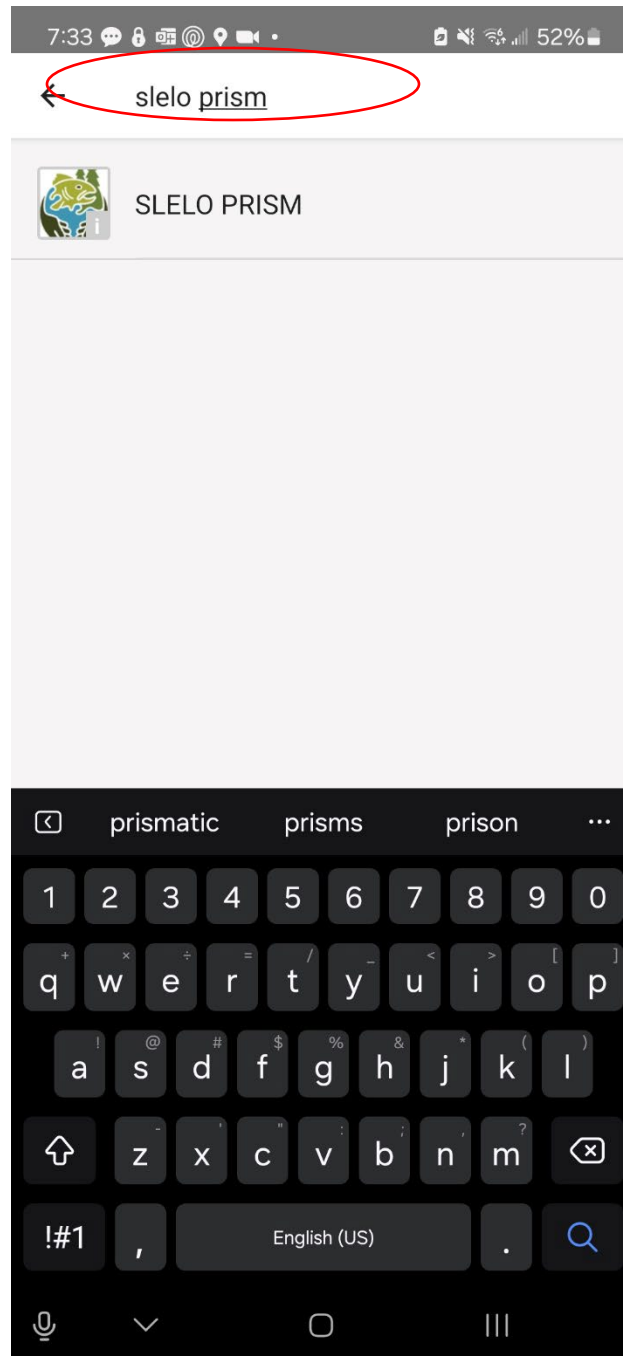 7:33 52%
slelo prism
i
SLELO PRISM
prismatic prisms prison ...
1 2 3 4 5 6 7 8 9 0
+ × ÷ = / _ < > [ ]
q w e r t y u i o p
! @ # $ % & * ( )
a s d f g h j k l
- ' " : ; , ?
z x c v b n m
!#1 , English (US) .